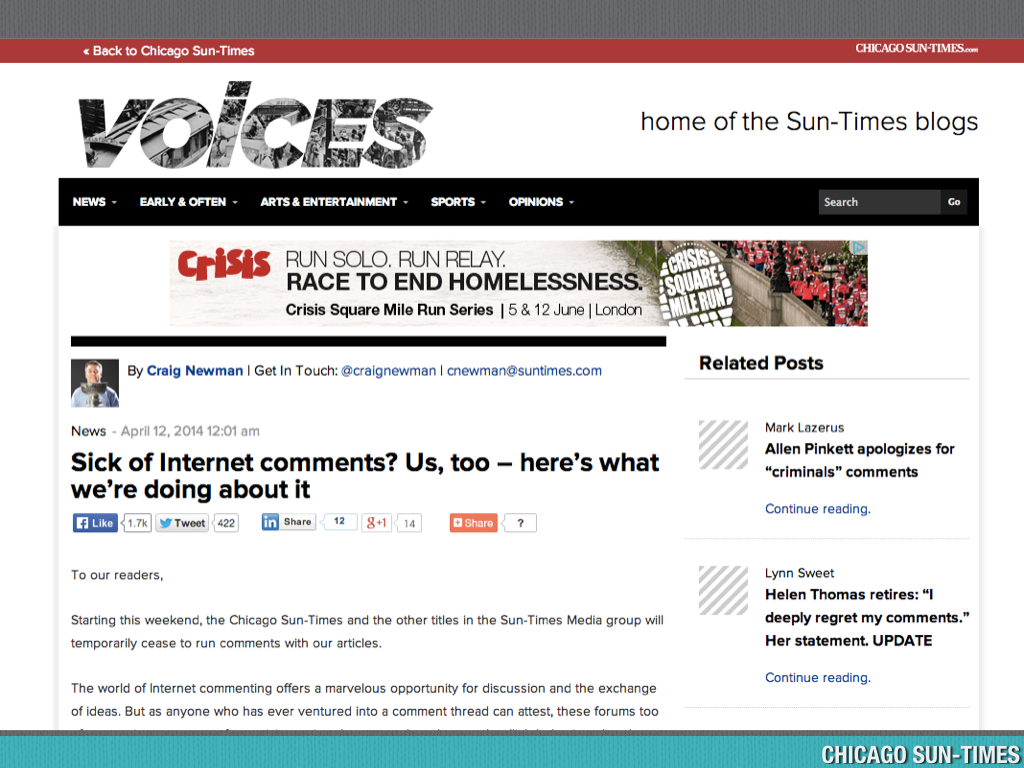 « Back to Chicago Sun-Times
CHICAGO SUN-TIMES.com
voices
home of the Sun-Times blogs
NEWS EARLY & OFTEN ARTS & ENTERTAINMENT SPORTS OPINIONS Search Go
Crisis
RUN SOLO. RUN RELAY.
RACE TO END HOMELESSNESS.
Crisis Square Mile Run Series | 5 & 12 June | London
CRISIS
SQUARE
MILE RUN
By Craig Newman | Get In Touch: @craignewman | cnewman@suntimes.com
News - April 12, 2014 12:01 am
Sick of Internet comments? Us, too – here's what
we're doing about it
Like 1.7k Tweet 422 Share 12 g+1 14 Share ?
To our readers,
Starting this weekend, the Chicago Sun-Times and the other titles in the Sun-Times Media group will
temporarily cease to run comments with our articles.
The world of Internet commenting offers a marvelous opportunity for discussion and the exchange
of ideas. But as anyone who has ever ventured into a comment thread can attest, these forums too
Related Posts
Mark Lazerus
Allen Pinkett apologizes for
“criminals” comments
Continue reading.
Lynn Sweet
Helen Thomas retires: “I
deeply regret my comments.”
Her statement. UPDATE
Continue reading.
CHICAGO SUN-TIMES